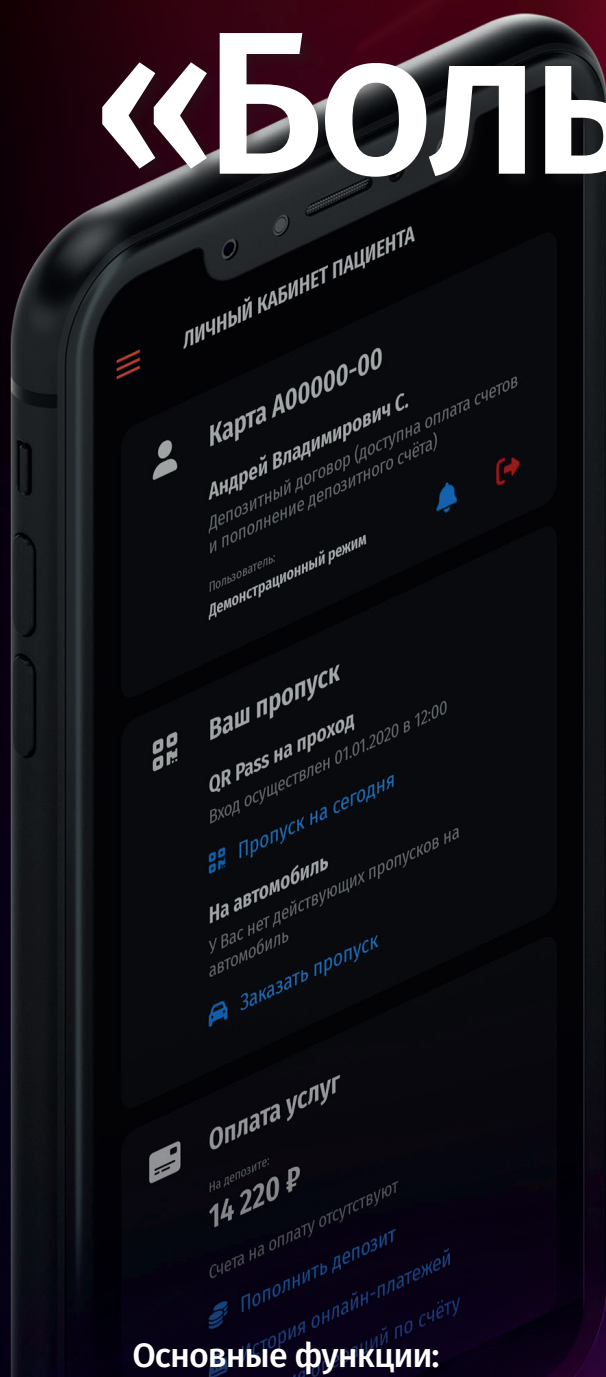 «Боль
ЛИЧНЫЙ КАБИНЕТ ПАЦИЕНТА
Карта A00000-00
Андрей Владимирович С.
Депозитный договор (доступна оплата счетов
и пополнение депозитного счёта)
Пользователь:
Демонстрационный режим
Ваш пропуск
QR Pass на проход
Вход осуществлен 01.01.2020 в 12:00
Пропуск на сегодня
На автомобиль
У Вас нет действующих пропусков на
автомобиль
Заказать пропуск
Оплата услуг
На депозите:
14 220 ₽
Счета на оплату отсутствуют
Пополнить депозит
История онлайн-платежей
по счёту
Основные функции: